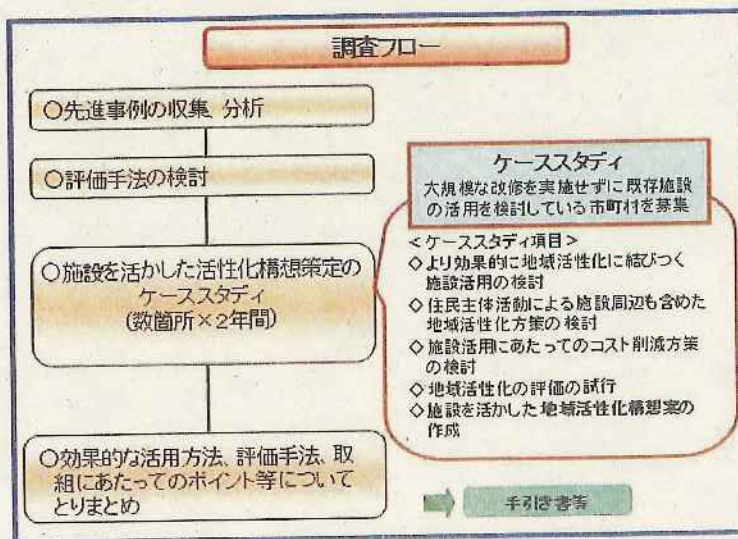 調査フロー
○先進事例の収集、分析
○評価手法の検討
○施設を活かした活性化構想策定の
ケーススタディ
(数箇所×2年間)
○効果的な活用方法、評価手法、取
組にあたってのポイント等について
とりまとめ
ケーススタディ
大規模な改修を実施せずに既存施設
の活用を検討している市町村を募集
＜ケーススタディ項目＞
◇より効果的に地域活性化に結びつく
施設活用の検討
◇住民主体活動による施設周辺も含めた
地域活性化方策の検討
◇施設活用にあたってのコスト削減方策
の検討
◇地域活性化の評価の試行
◇施設を活かした地域活性化構想案の
作成
手引き書等